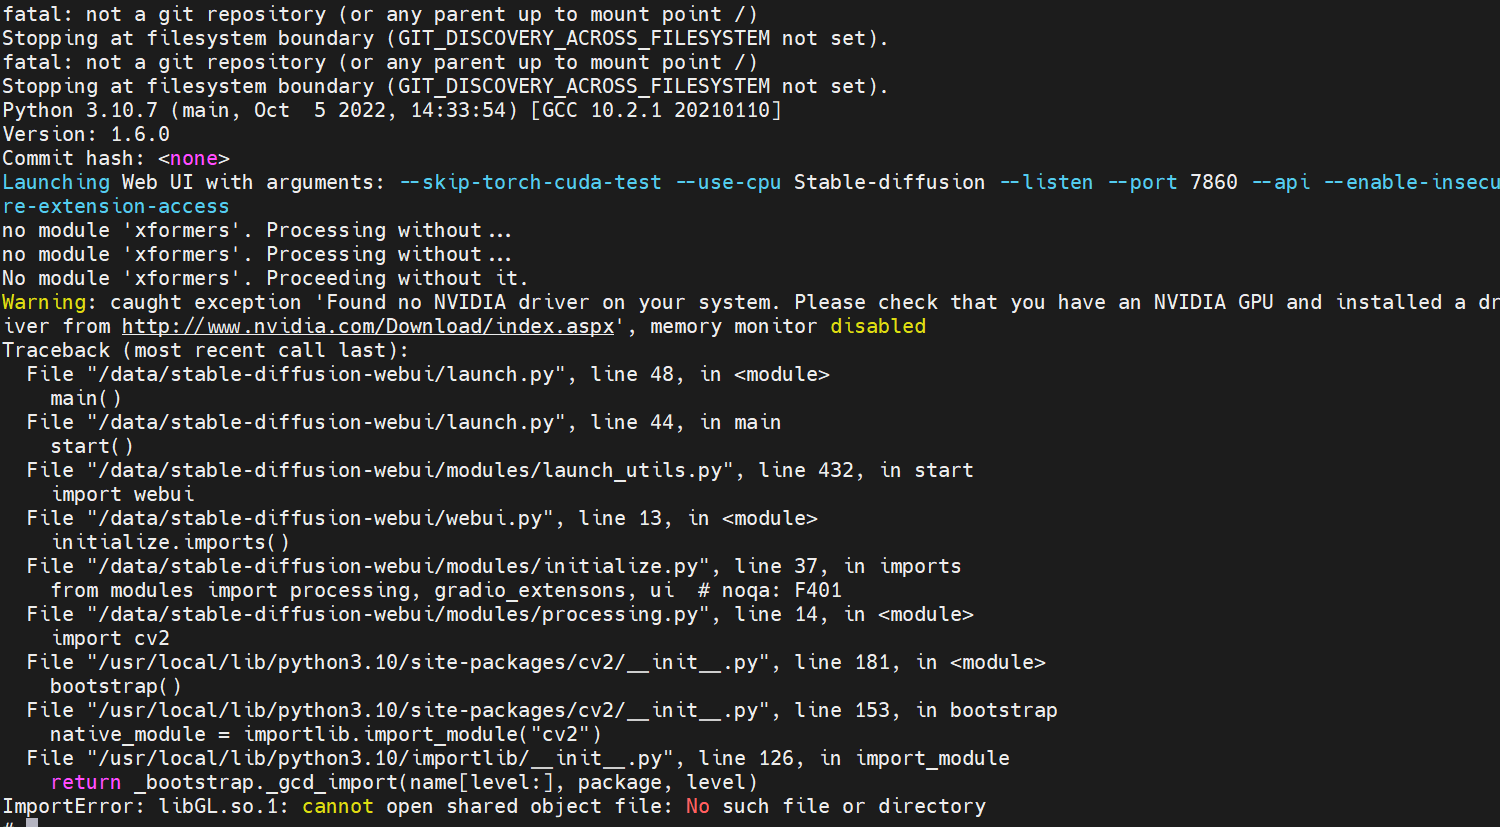 fatal: not a git repository (or any parent up to mount point /)
Stopping at filesystem boundary (GIT_DISCOVERY_ACROSS_FILESYSTEM not set).
fatal: not a git repository (or any parent up to mount point /)
Stopping at filesystem boundary (GIT_DISCOVERY_ACROSS_FILESYSTEM not set).
Python 3.10.7 (main, Oct  5 2022, 14:33:54) [GCC 10.2.1 20210110]
Version: 1.6.0
Commit hash: <none>
Launching Web UI with arguments: --skip-torch-cuda-test --use-cpu Stable-diffusion --listen --port 7860 --api --enable-insecu
re-extension-access
no module 'xformers'. Processing without...
no module 'xformers'. Processing without...
No module 'xformers'. Proceeding without it.
Warning: caught exception 'Found no NVIDIA driver on your system. Please check that you have an NVIDIA GPU and installed a dr
iver from http://www.nvidia.com/Download/index.aspx', memory monitor disabled
Traceback (most recent call last):
  File "/data/stable-diffusion-webui/launch.py", line 48, in <module>
    main()
  File "/data/stable-diffusion-webui/launch.py", line 44, in main
    start()
  File "/data/stable-diffusion-webui/modules/launch_utils.py", line 432, in start
    import webui
  File "/data/stable-diffusion-webui/webui.py", line 13, in <module>
    initialize.imports()
  File "/data/stable-diffusion-webui/modules/initialize.py", line 37, in imports
    from modules import processing, gradio_extensons, ui  # noqa: F401
  File "/data/stable-diffusion-webui/modules/processing.py", line 14, in <module>
    import cv2
  File "/usr/local/lib/python3.10/site-packages/cv2/__init__.py", line 181, in <module>
    bootstrap()
  File "/usr/local/lib/python3.10/site-packages/cv2/__init__.py", line 153, in bootstrap
    native_module = importlib.import_module("cv2")
  File "/usr/local/lib/python3.10/importlib/__init__.py", line 126, in import_module
    return _bootstrap._gcd_import(name[level:], package, level)
ImportError: libGL.so.1: cannot open shared object file: No such file or directory
#